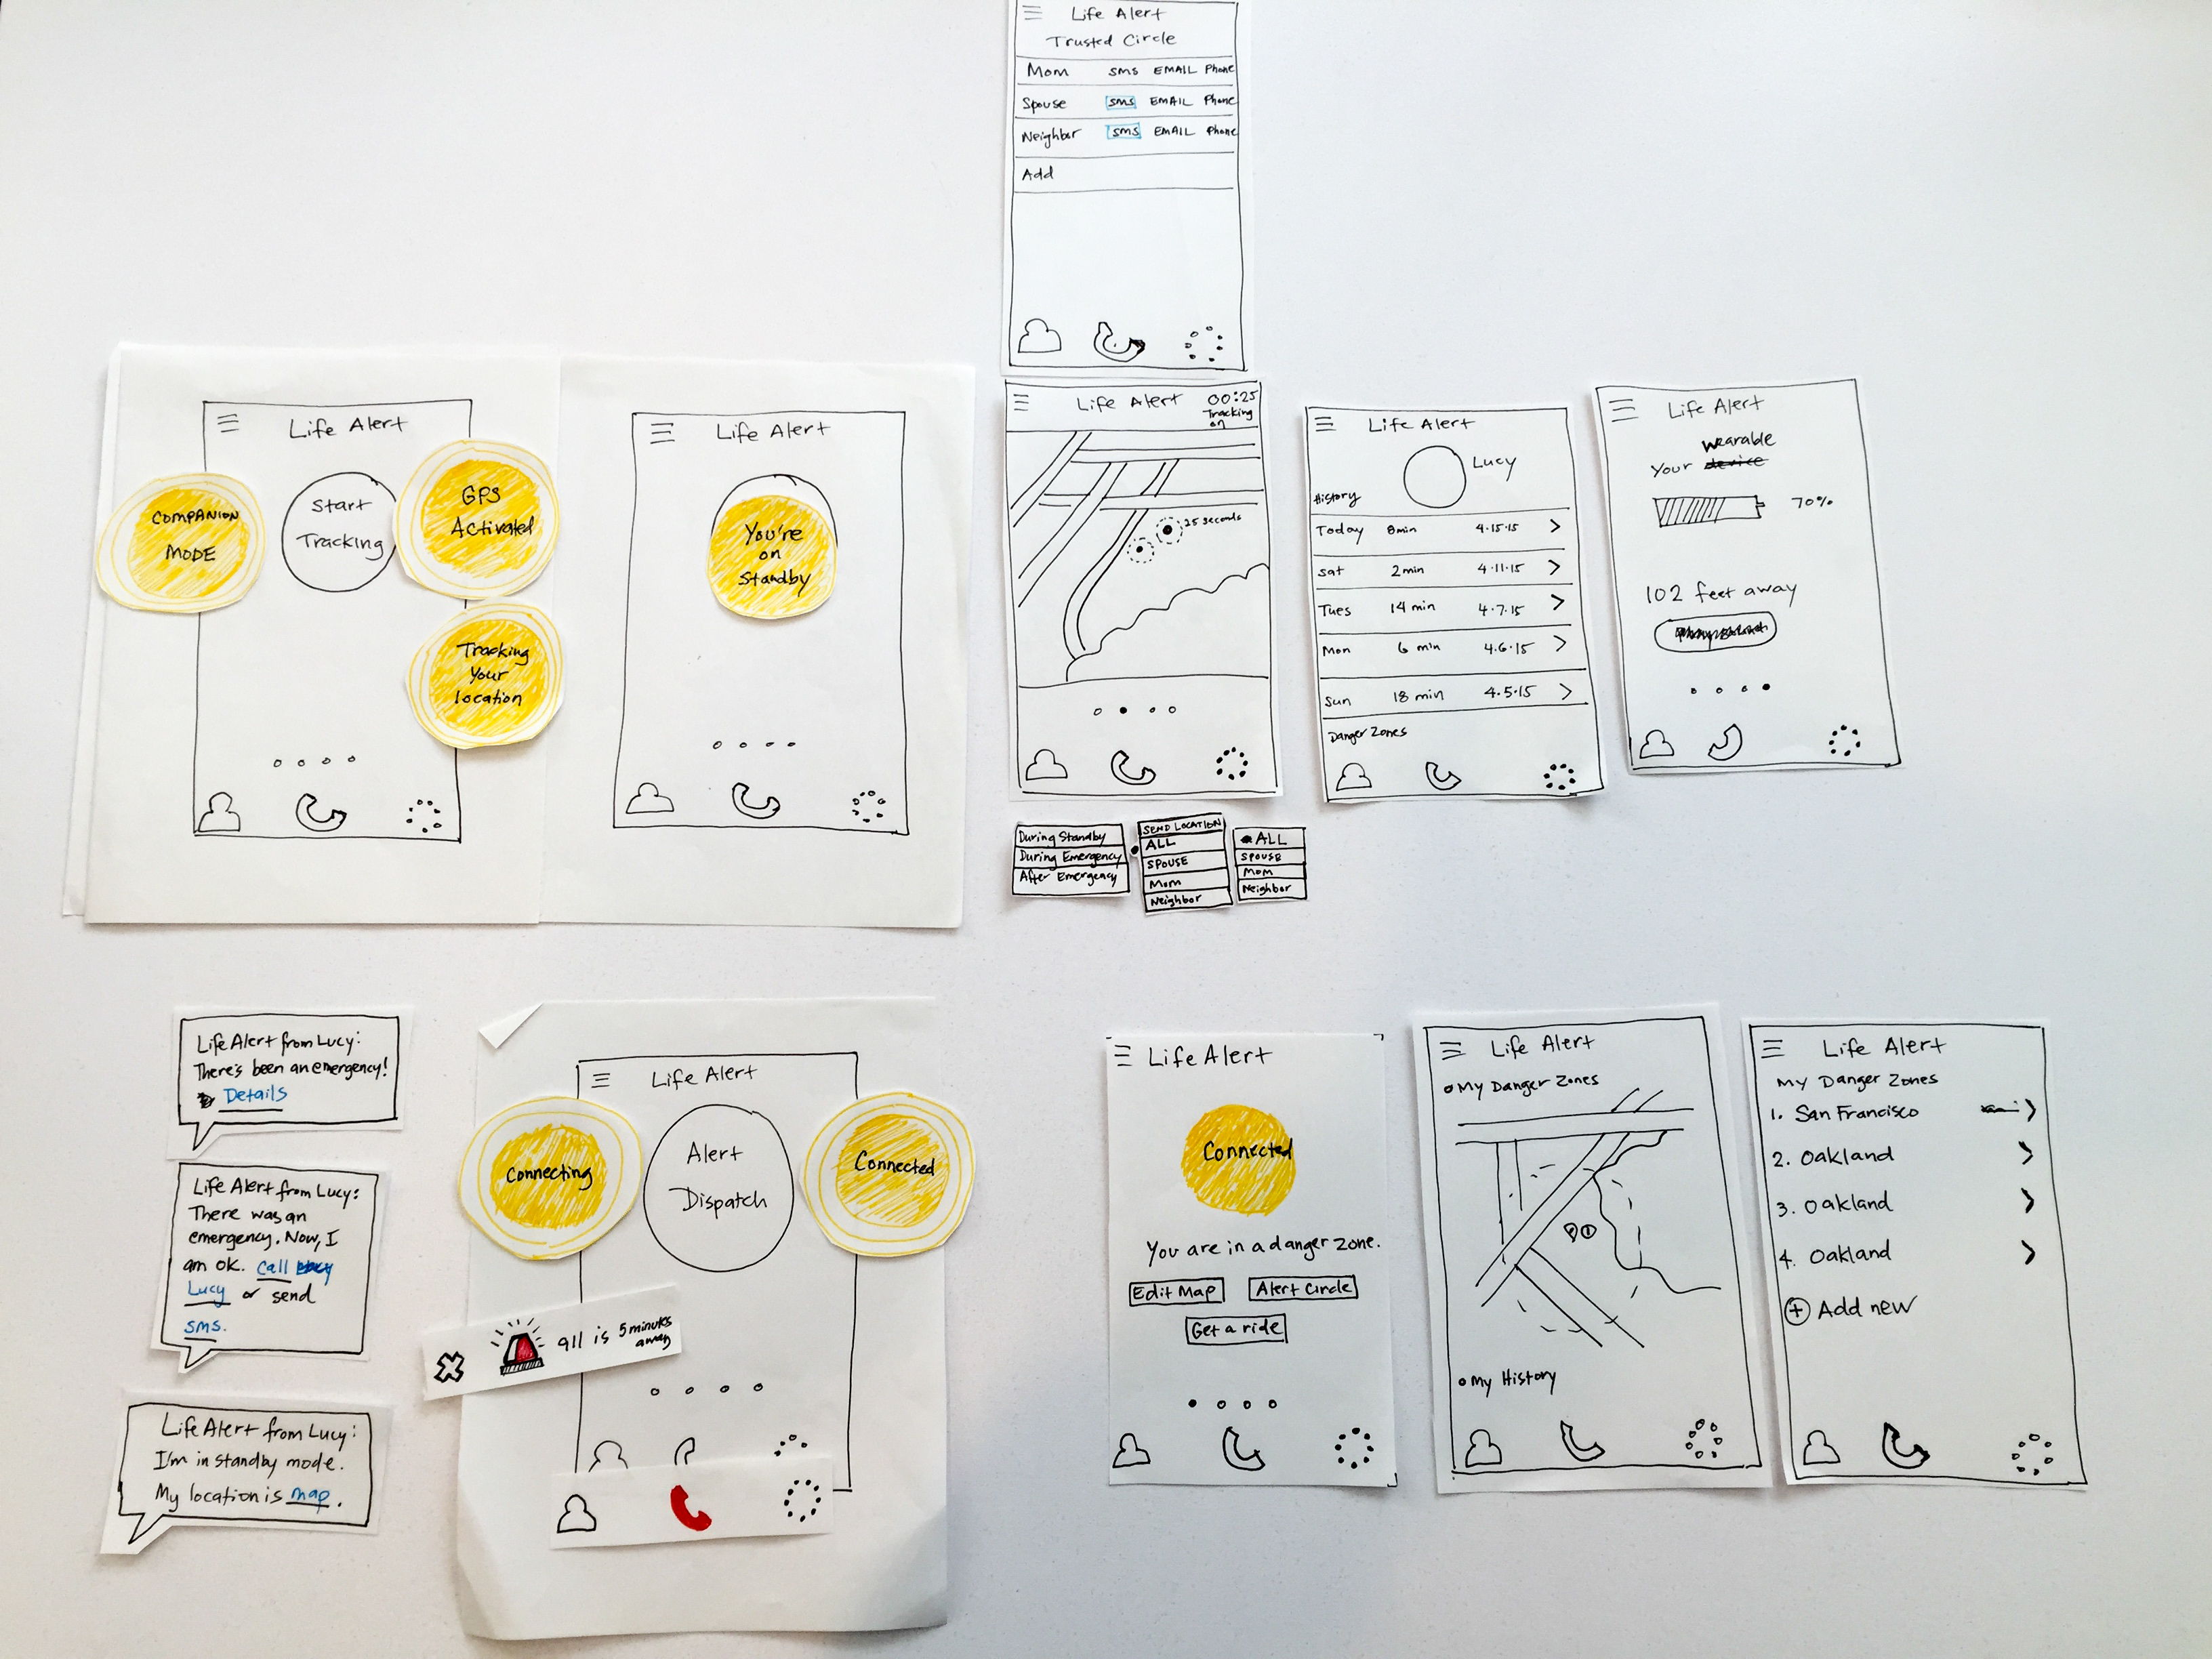 Life Alert
Trusted Circle
Mom SMS EMAIL Phone
Spouse SMS EMAIL Phone
Neighbor SMS EMAIL Phone
Add
Life Alert
COMPANION
MODE
Start
Tracking
GPS
Activated
Tracking
Your
location
Life Alert
You're
on
Standby
Life Alert
00:25
Tracking
on
25 seconds
Life Alert
Lucy
History
Today 8min 4.15.15 >
Sat 2min 4.11.15 >
Tues 14 min 4.7.15 >
Mon 6 min 4.6.15 >
Sun 18 min 4.5.15 >
Danger Zones
Life Alert
wearable
Your device
70%
102 feet away
During Standby
During Emergency
After Emergency
SEND LOCATION
ALL
SPOUSE
Mom
Neighbor
ALL
SPOUSE
Mom
Neighbor
Life Alert from Lucy:
There's been an emergency!
Details
Life Alert from Lucy:
There was an
emergency. Now, I
am OK. Call
Lucy or send
SMS.
Life Alert from Lucy:
I'm in standby mode.
My location is map.
Life Alert
Connecting
Alert
Dispatch
Connected
911 is 5 minutes
away
Life Alert
Connected
You are in a danger zone.
Edit Map
Alert Circle
Get a ride
Life Alert
My Danger Zones
My History
Life Alert
My Danger Zones
1. San Francisco >
2. Oakland >
3. Oakland >
4. Oakland >
+ Add new